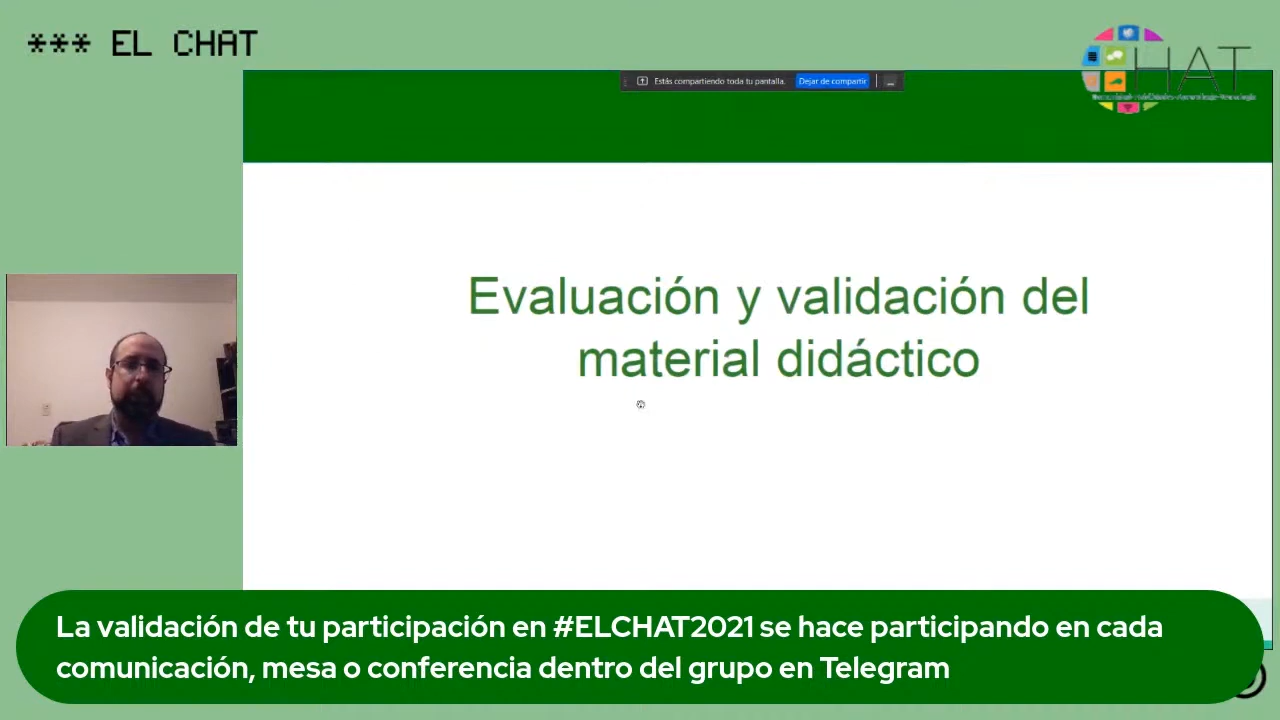 *** EL CHAT
HAT
Estás compartiendo toda tu pantalla. Dejar de compartir
Evaluación y validación del
material didáctico
La validación de tu participación en #ELCHAT2021 se hace participando en cada
comunicación, mesa o conferencia dentro del grupo en Telegram